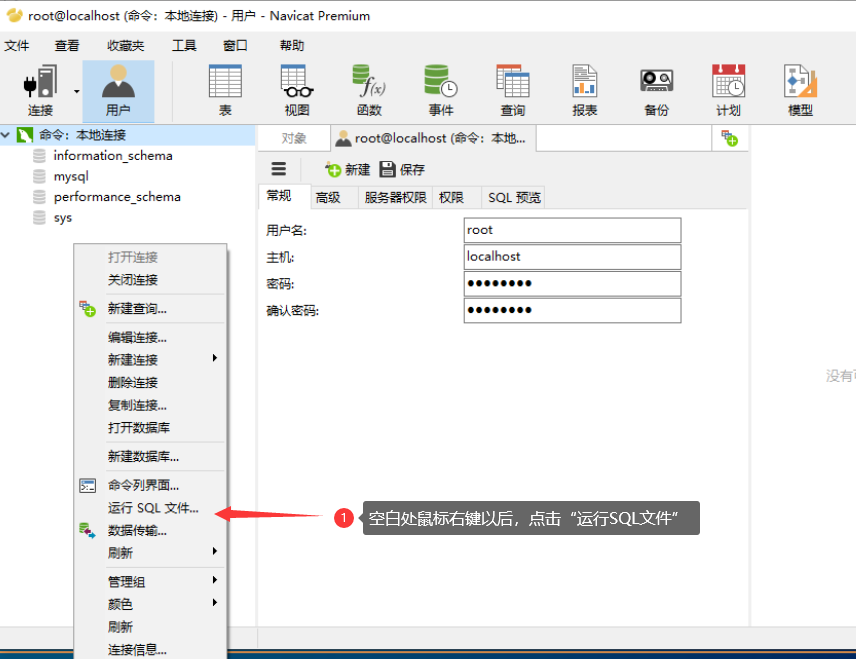 root@localhost (命令：本地连接) - 用户 - Navicat Premium
文件 查看 收藏夹 工具 窗口 帮助
连接 用户 表 视图 函数 事件 查询 报表 备份 计划 模型
命令：本地连接
information_schema
mysql
performance_schema
sys
对象 root@localhost (命令：本地...
新建 保存
常规 高级 服务器权限 权限 SQL 预览
用户名: root
主机: localhost
密码: ●●●●●●●●
确认密码: ●●●●●●●●
没有
打开连接
关闭连接
新建查询...
编辑连接...
新建连接
删除连接
复制连接...
打开数据库
新建数据库...
命令列界面...
运行 SQL 文件...
数据传输...
刷新
管理组
颜色
刷新
连接信息...
1 空白处鼠标右键以后，点击“运行SQL文件”